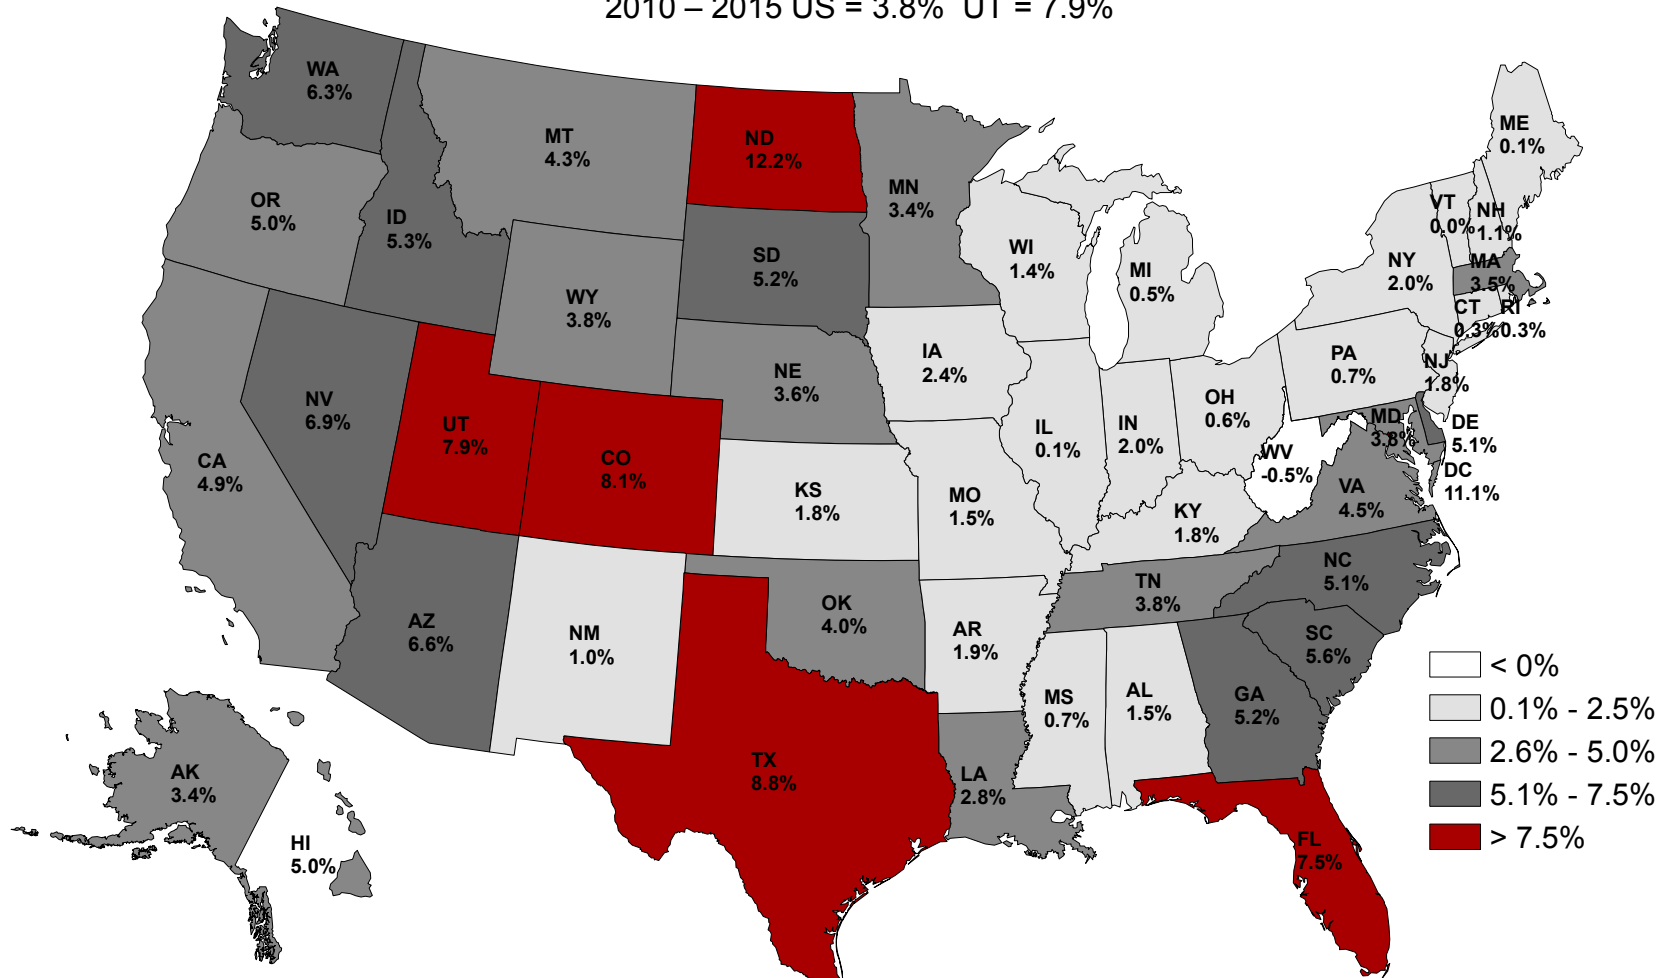 2010 – 2015 US = 3.8% UT = 7.9%
WA
6.3%
MT
4.3%
ND
12.2%
ME
0.1%
OR
5.0%
ID
5.3%
MN
3.4%
VT
0.0%
NH
1.1%
SD
5.2%
WI
1.4%
MI
0.5%
NY
2.0%
MA
3.5%
WY
3.8%
CT
0.3%
RI
0.3%
IA
2.4%
PA
0.7%
NJ
1.8%
NE
3.6%
NV
6.9%
UT
7.9%
CO
8.1%
IL
0.1%
IN
2.0%
OH
0.6%
MD
3.8%
DE
5.1%
CA
4.9%
WV
-0.5%
DC
11.1%
KS
1.8%
MO
1.5%
KY
1.8%
VA
4.5%
NC
5.1%
TN
3.8%
AZ
6.6%
NM
1.0%
OK
4.0%
AR
1.9%
SC
5.6%
MS
0.7%
AL
1.5%
GA
5.2%
TX
8.8%
LA
2.8%
AK
3.4%
HI
5.0%
FL
7.5%
< 0%
0.1% - 2.5%
2.6% - 5.0%
5.1% - 7.5%
> 7.5%